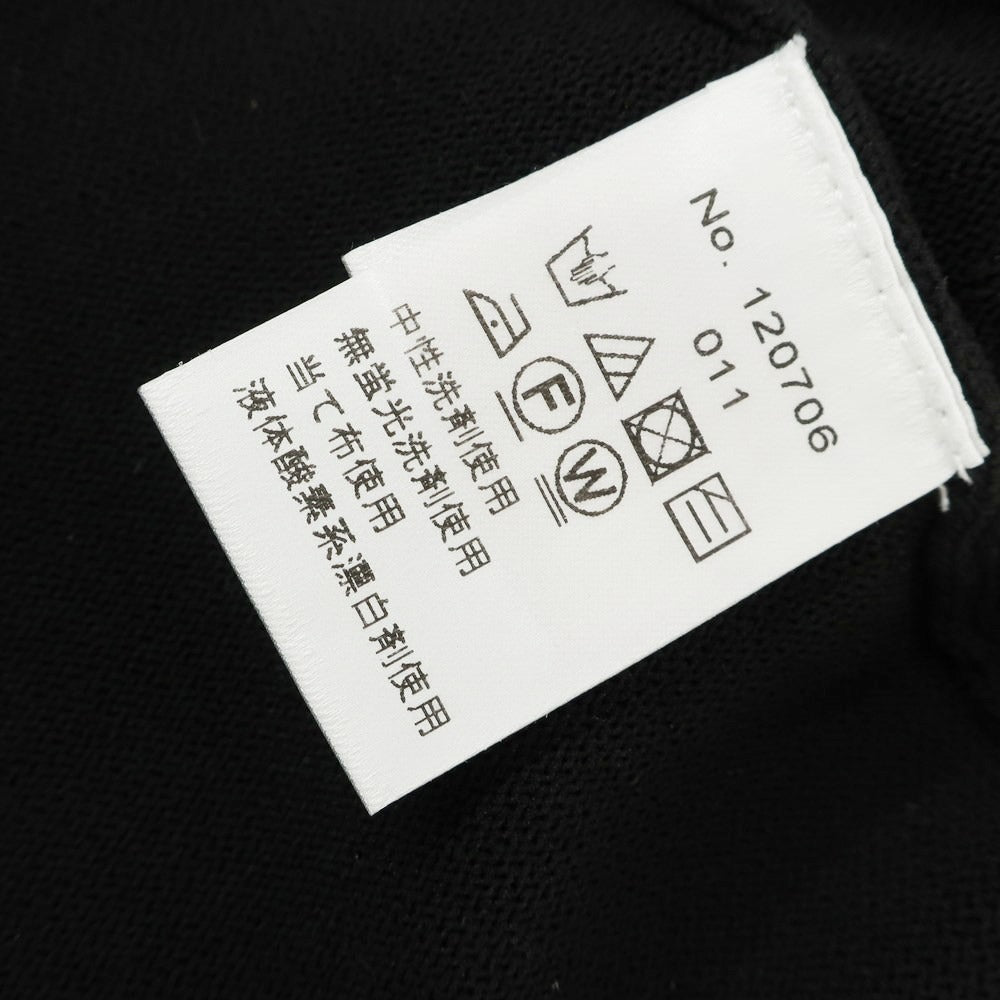 No. 120706
011
F W
中性洗剤使用
無蛍光洗剤使用
当て布使用
液体酸素系漂白剤使用